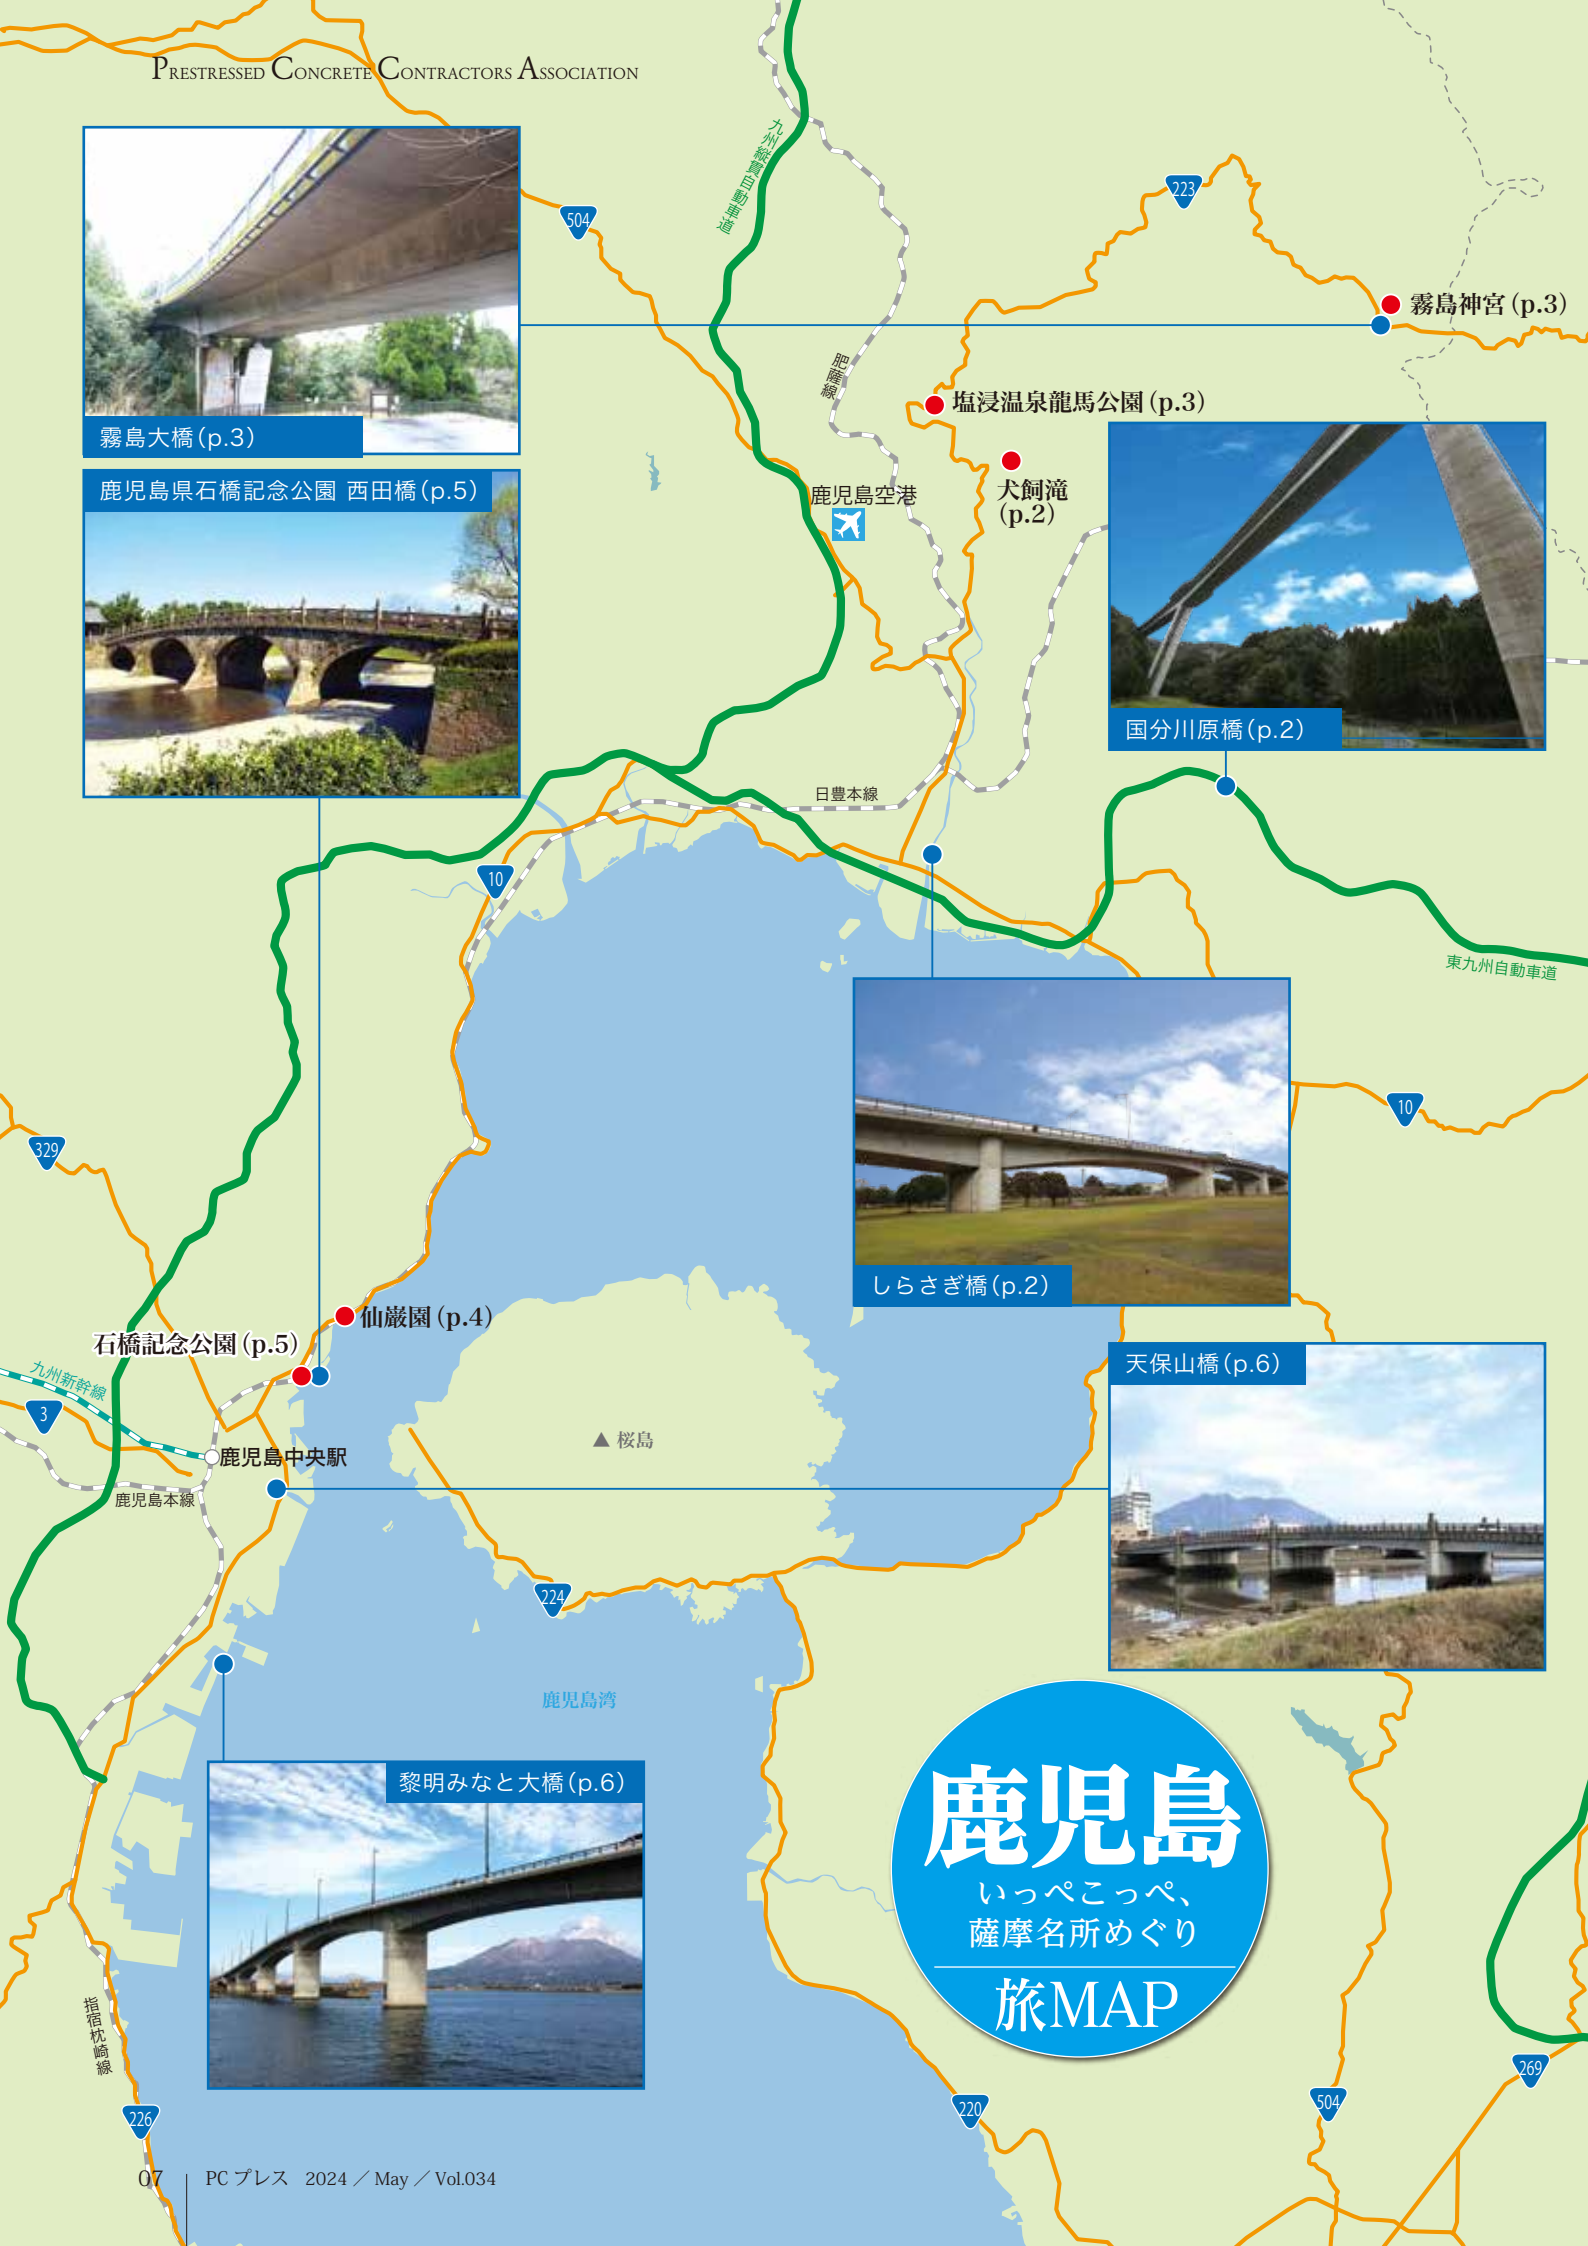 PRESTRESSED CONCRETE CONTRACTORS ASSOCIATION
九州縦貫自動車道
504
223
霧島神宮(p.3)
霧島大橋(p.3)
肥薩線
塩浸温泉龍馬公園(p.3)
犬飼滝
(p.2)
鹿児島県石橋記念公園 西田橋(p.5)
鹿児島空港
国分川原橋(p.2)
日豊本線
10
東九州自動車道
329
10
しらさぎ橋(p.2)
仙巌園(p.4)
石橋記念公園(p.5)
九州新幹線
3
鹿児島中央駅
鹿児島本線
桜島
天保山橋(p.6)
224
鹿児島湾
黎明みなと大橋(p.6)
鹿児島
いっぺこっぺ、
薩摩名所めぐり
旅MAP
指宿枕崎線
226
220
504
269
07
PC プレス 2024 ／ May ／ Vol.034